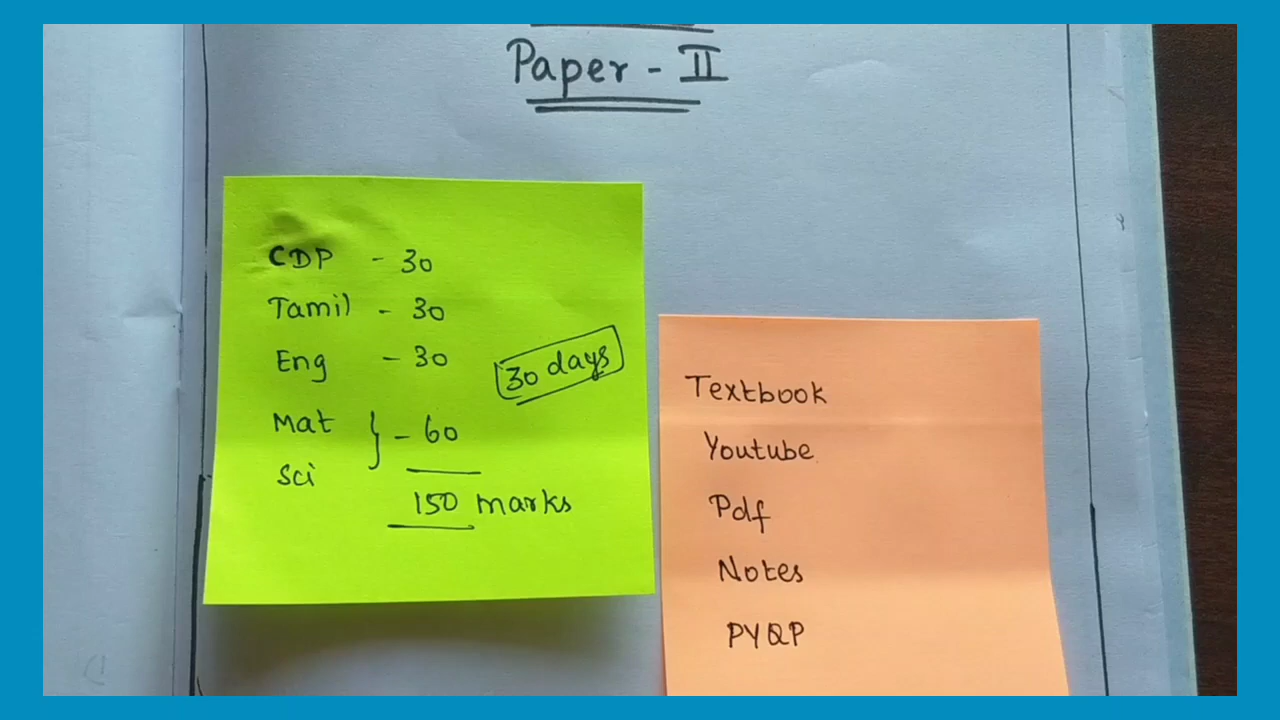 Paper - II
CDP - 30
Tamil - 30
Eng - 30
30 days
Mat
Sci } - 60
150 marks
Textbook
Youtube
Pdf
Notes
PYQP